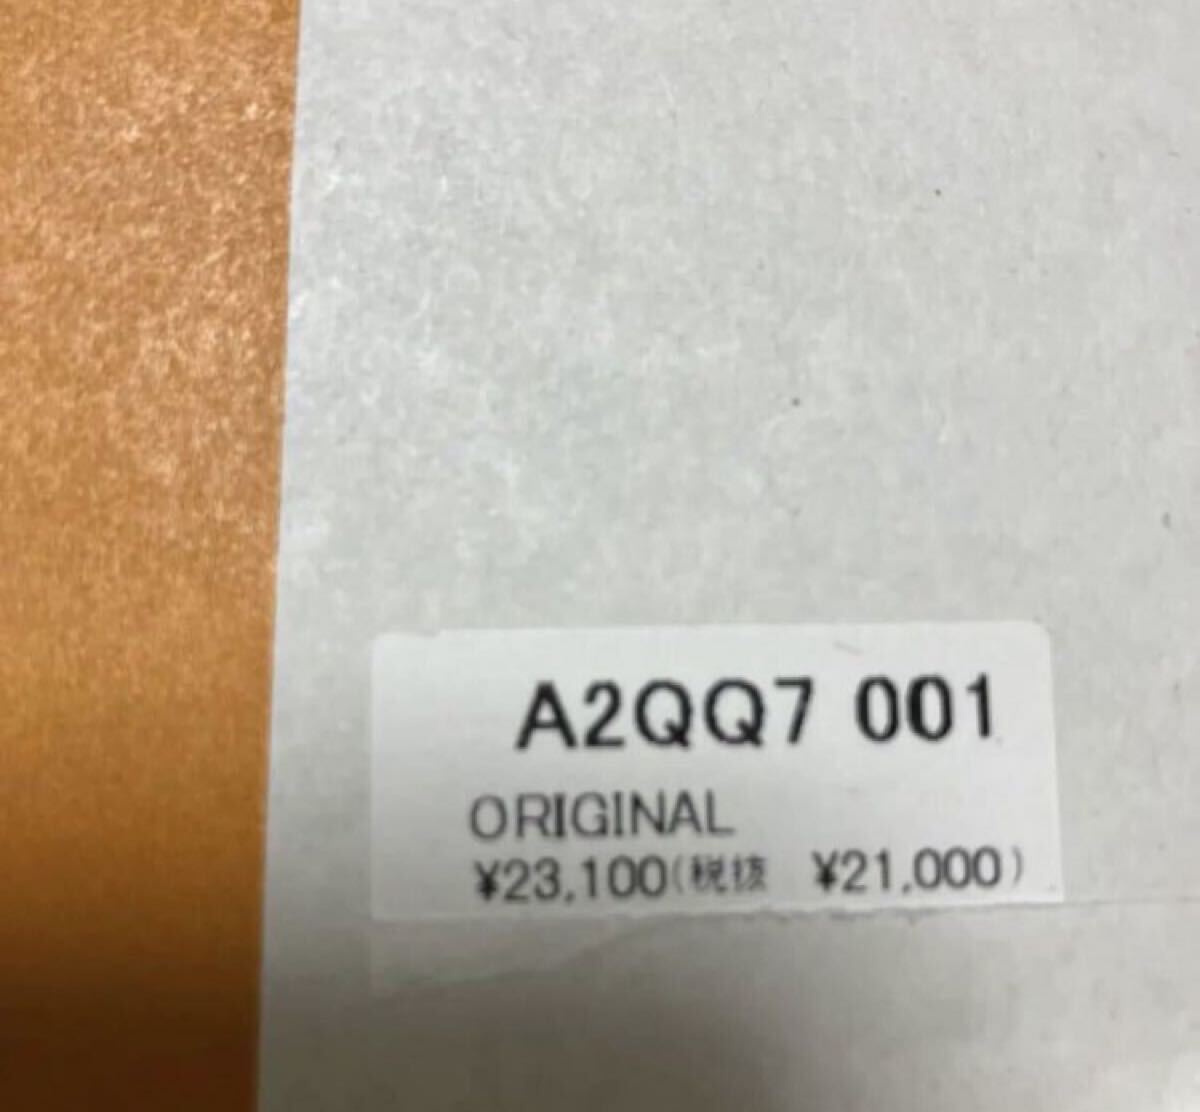 A2QQ7 001
ORIGINAL
¥23,100(税抜 ¥21,000)